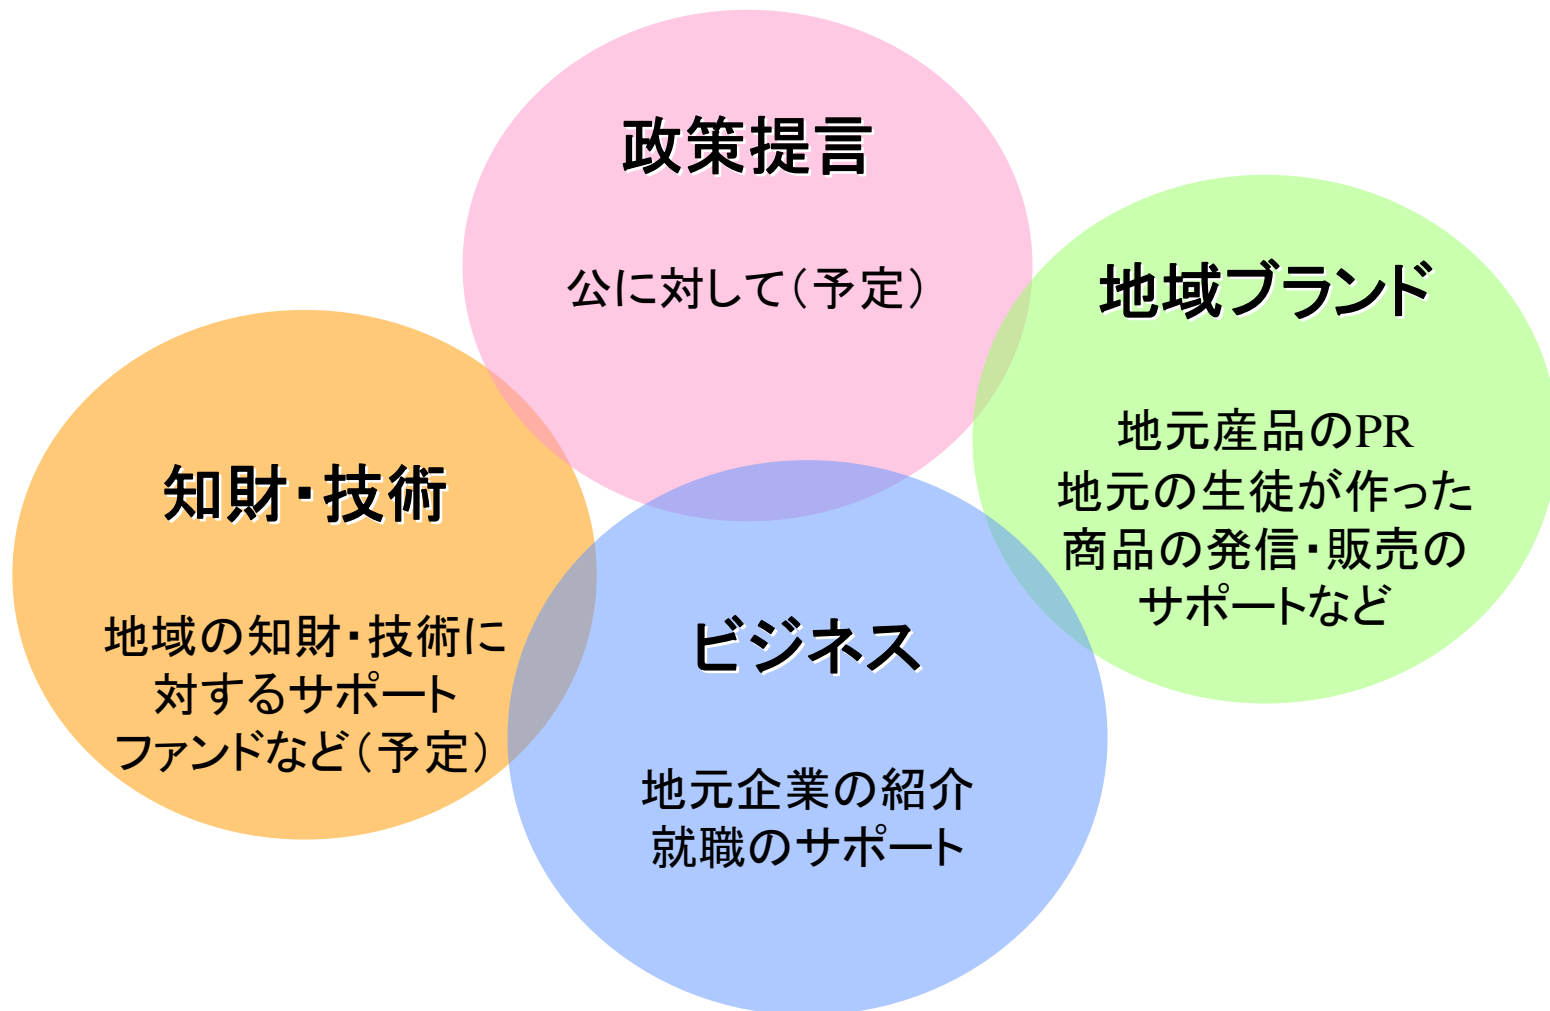 政策提言
公に対して（予定）
地域ブランド
地元産品のPR
地元の生徒が作った
商品の発信・販売の
サポートなど
知財・技術
地域の知財・技術に
対するサポート
ファンドなど（予定）
ビジネス
地元企業の紹介
就職のサポート